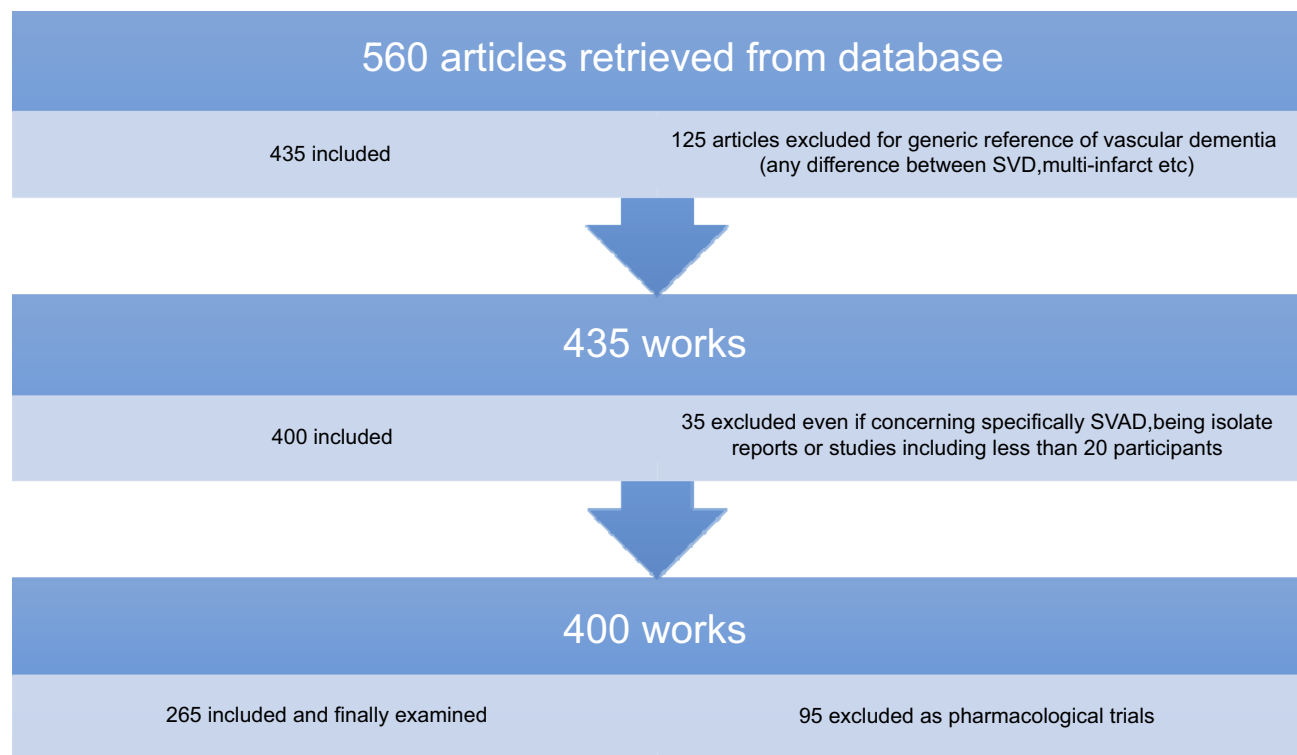 560 articles retrieved from database
435 included
125 articles excluded for generic reference of vascular dementia
(any difference between SVD,multi-infarct etc)
435 works
400 included
35 excluded even if concerning specifically SVAD,being isolate
reports or studies including less than 20 participants
400 works
265 included and finally examined
95 excluded as pharmacological trials